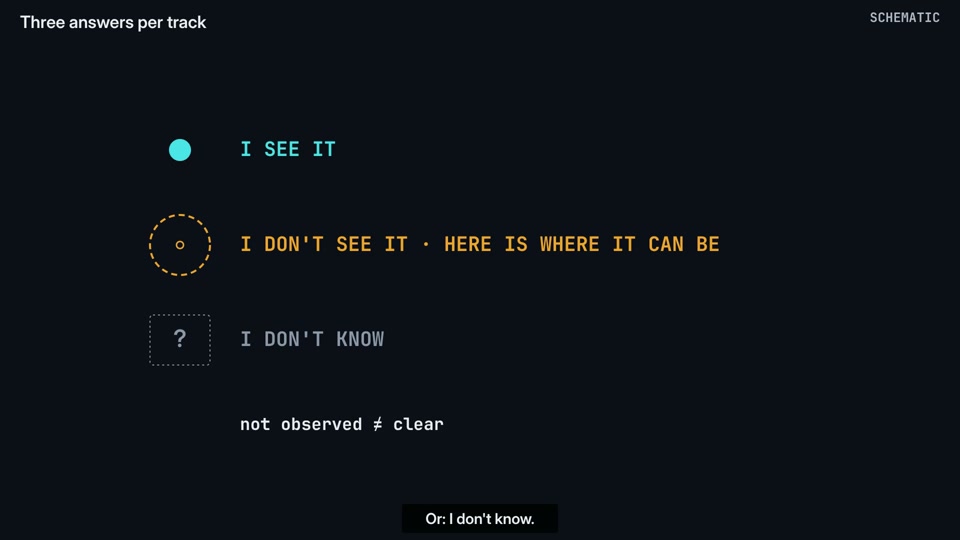 Three answers per track
SCHEMATIC
I SEE IT
I DON'T SEE IT · HERE IS WHERE IT CAN BE
?
I DON'T KNOW
not observed ≠ clear
Or: I don't know.